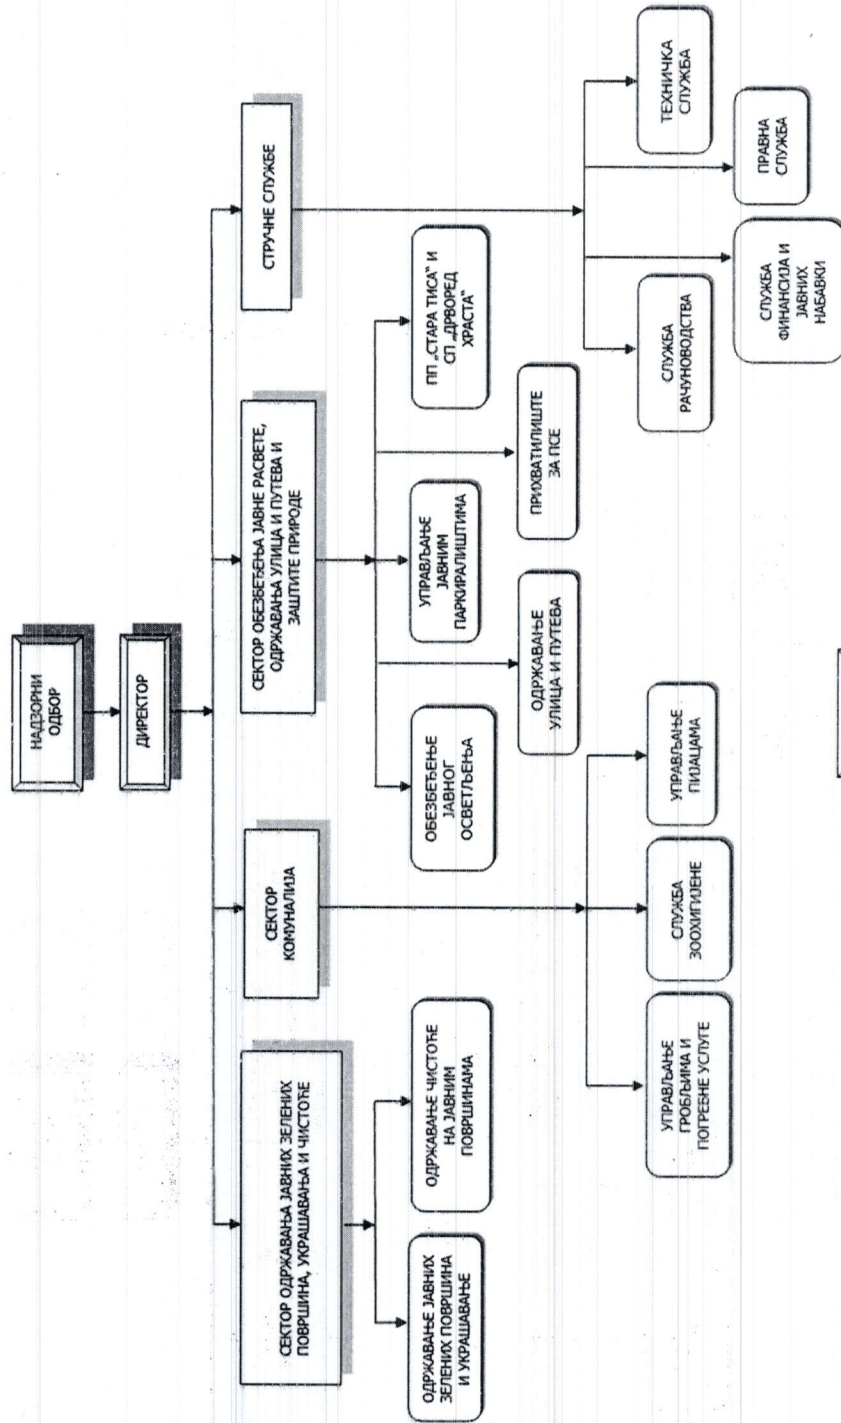 НАДЗОРНИ
ОДБОР
ДИРЕКТОР
СЕКТОР ОДРЖАВАЊА ЈАВНИХ ЗЕЛЕНИХ
ПОВРШИНА, УКРАШАВАЊА И ЧИСТОЋЕ
СЕКТОР
КОМУНАЛИЈА
СЕКТОР ОБЕЗБЕЂЕЊА ЈАВНЕ РАСВЕТЕ,
ОДРЖАВАЊА УЛИЦА И ПУТЕВА И
ЗАШТИТЕ ПРИРОДЕ
СТРУЧНЕ СЛУЖБЕ
ОДРЖАВАЊЕ ЈАВНИХ
ЗЕЛЕНИХ ПОВРШИНА
И УКРАШАВАЊЕ
ОДРЖАВАЊЕ ЧИСТОЋЕ
НА ЈАВНИМ
ПОВРШИНАМА
ОБЕЗБЕЂЕЊЕ
ЈАВНОГ
ОСВЕТЉЕЊА
УПРАВЉАЊЕ
ЈАВНИМ
ПАРКИРАЛИШТИМА
ПП „СТАРА ТИСА“ И
СП „ДРВОРЕД
ХРАСТА“
ОДРЖАВАЊЕ
УЛИЦА И ПУТЕВА
ПРИХВАТИЛИШТЕ
ЗА ПСЕ
УПРАВЉАЊЕ
ГРОБЉИМА И
ПОГРЕБНЕ УСЛУГЕ
СЛУЖБА
ЗООХИГИЈЕНЕ
УПРАВЉАЊЕ
ПИЈАЦАМА
СЛУЖБА
РАЧУНОВОДСТВА
ТЕХНИЧКА
СЛУЖБА
СЛУЖБА
ФИНАНСИЈА И
ЈАВНИХ
НАБАВКИ
ПРАВНА
СЛУЖБА